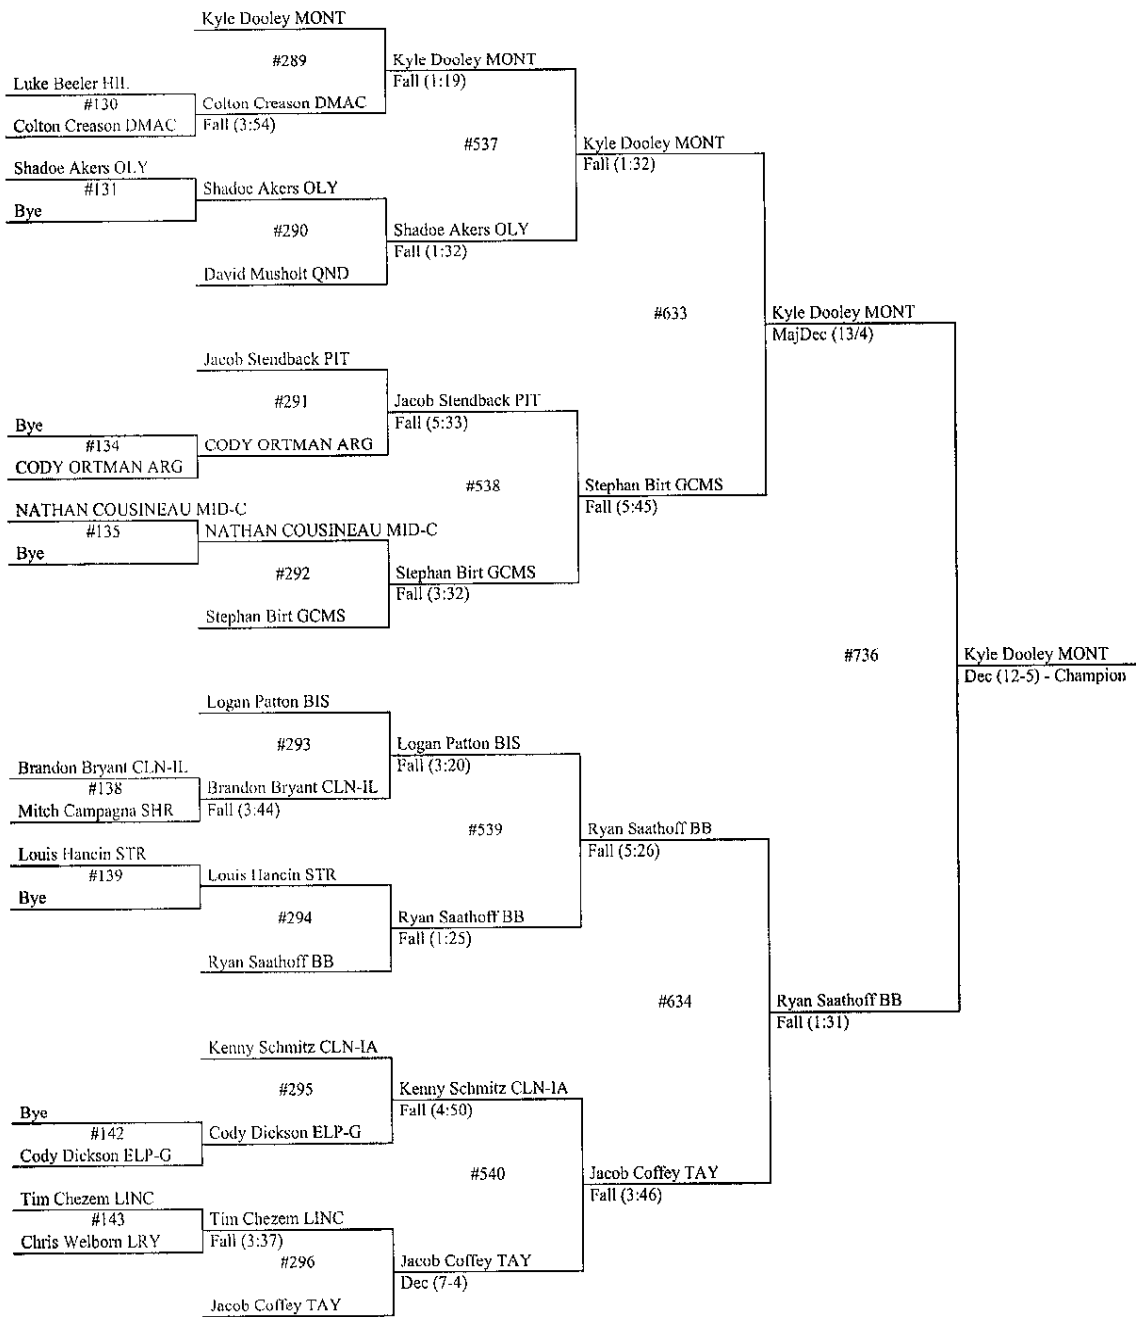 Kyle Dooley MONT
#289
Kyle Dooley MONT
Fall (1:19)
Luke Beeler HIL
#130
Colton Creason DMAC
Colton Creason DMAC
Fall (3:54)
#537
Kyle Dooley MONT
Fall (1:32)
Shadoe Akers OLY
#131
Bye
Shadoe Akers OLY
#290
Shadoe Akers OLY
Fall (1:32)
David Musholt QND
#633
Kyle Dooley MONT
MajDec (13/4)
Jacob Stendback PIT
#291
Jacob Stendback PIT
Fall (5:33)
Bye
#134
CODY ORTMAN ARG
CODY ORTMAN ARG
#538
Stephan Birt GCMS
Fall (5:45)
NATHAN COUSINEAU MID-C
#135
Bye
NATHAN COUSINEAU MID-C
#292
Stephan Birt GCMS
Fall (3:32)
Stephan Birt GCMS
#736
Kyle Dooley MONT
Dec (12-5) - Champion
Logan Patton BIS
#293
Logan Patton BIS
Fall (3:20)
Brandon Bryant CLN-IL
#138
Mitch Campagna SHR
Brandon Bryant CLN-IL
Fall (3:44)
#539
Ryan Saathoff BB
Fall (5:26)
Louis Hancin STR
#139
Bye
Louis Hancin STR
#294
Ryan Saathoff BB
Fall (1:25)
Ryan Saathoff BB
#634
Ryan Saathoff BB
Fall (1:31)
Kenny Schmitz CLN-IA
#295
Kenny Schmitz CLN-IA
Fall (4:50)
Bye
#142
Cody Dickson ELP-G
Cody Dickson ELP-G
#540
Jacob Coffey TAY
Fall (3:46)
Tim Chezem LINC
#143
Chris Welborn LRY
Tim Chezem LINC
Fall (3:37)
#296
Jacob Coffey TAY
Dec (7-4)
Jacob Coffey TAY